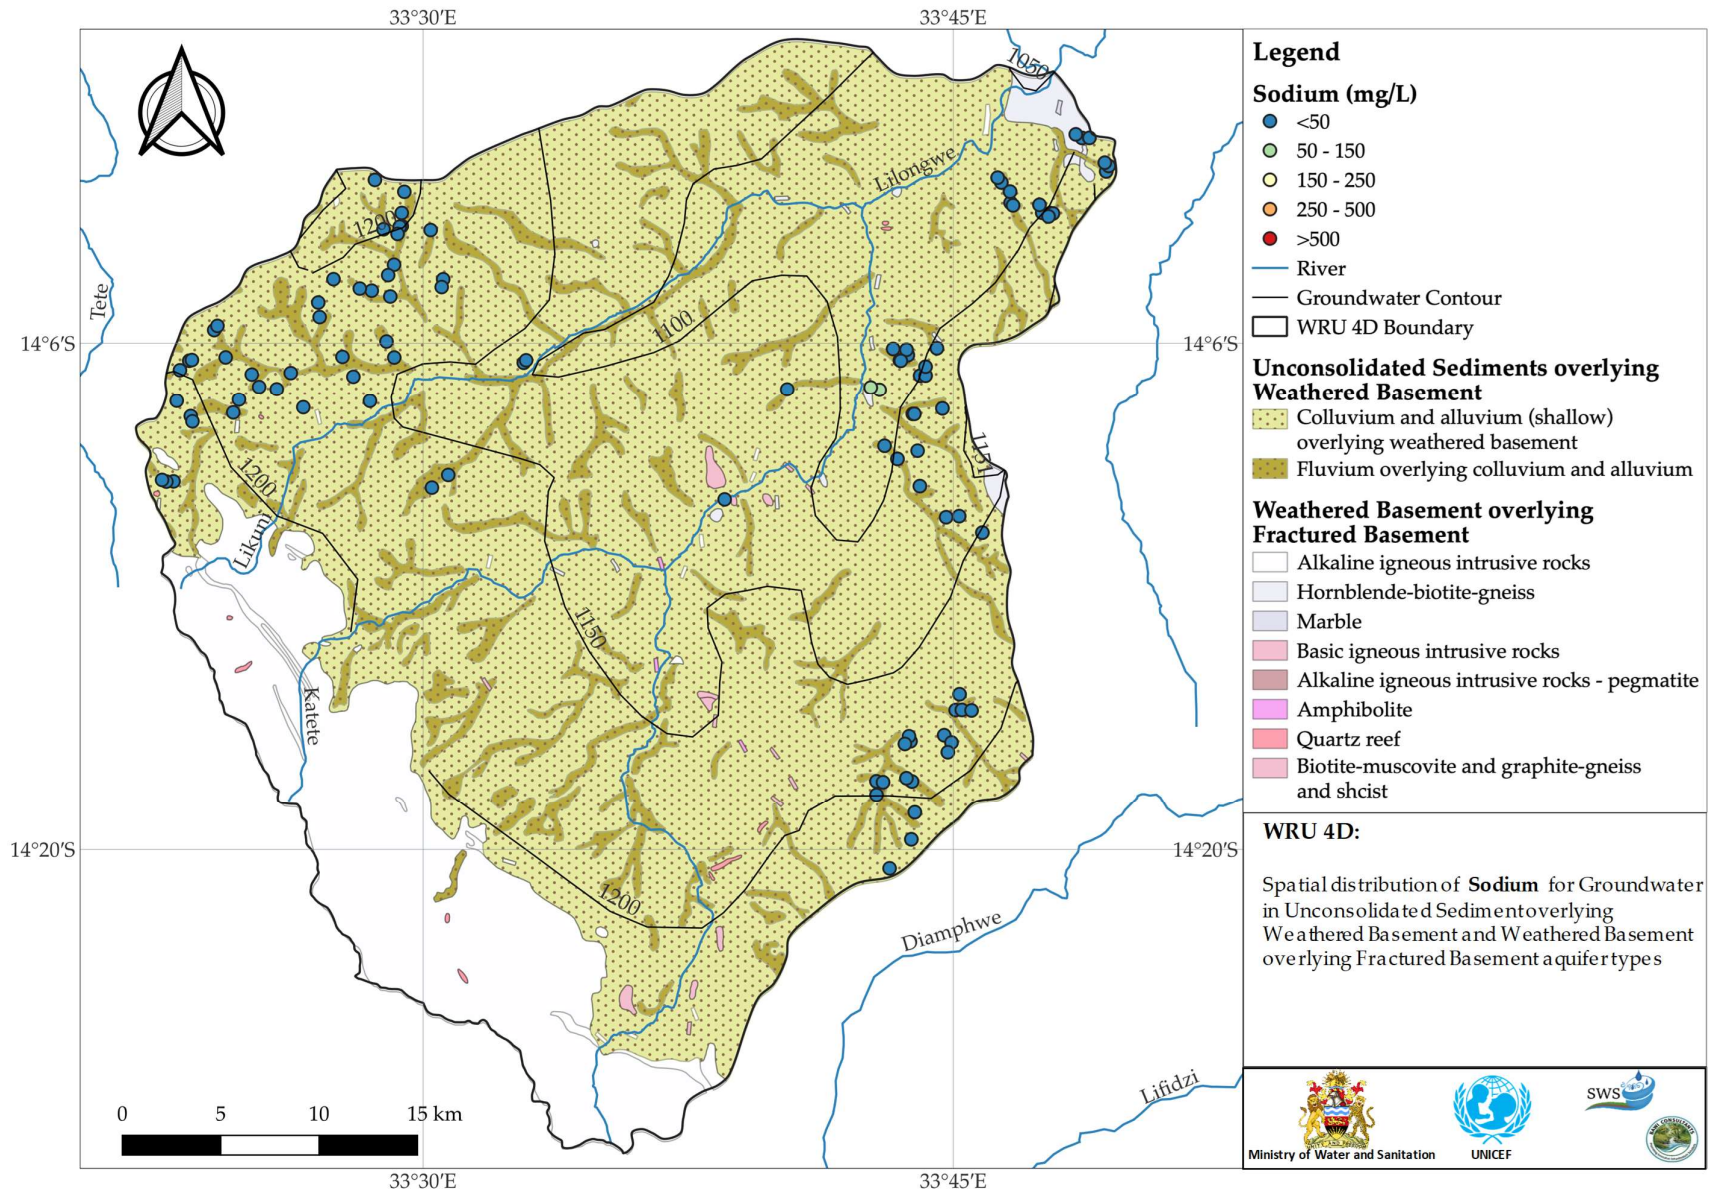 33°30′E
33°45′E
1050
Lilongwe
1200
Tete
1100
14°6′S
14°6′S
1151
1200
Likuni
1150
Katete
14°20′S
14°20′S
1200
Diamphwe
Lifidzi
0 5 10 15 km
33°30′E
33°45′E
Legend
Sodium (mg/L)
<50
50 - 150
150 - 250
250 - 500
>500
River
Groundwater Contour
WRU 4D Boundary
Unconsolidated Sediments overlying
Weathered Basement
Colluvium and alluvium (shallow)
overlying weathered basement
Fluvium overlying colluvium and alluvium
Weathered Basement overlying
Fractured Basement
Alkaline igneous intrusive rocks
Hornblende-biotite-gneiss
Marble
Basic igneous intrusive rocks
Alkaline igneous intrusive rocks - pegmatite
Amphibolite
Quartz reef
Biotite-muscovite and graphite-gneiss
and shcist
WRU 4D:
Spatial distribution of Sodium for Groundwater
in Unconsolidated Sediment overlying
Weathered Basement and Weathered Basement
overlying Fractured Basement aquifer types
SWS
Ministry of Water and Sanitation
UNICEF